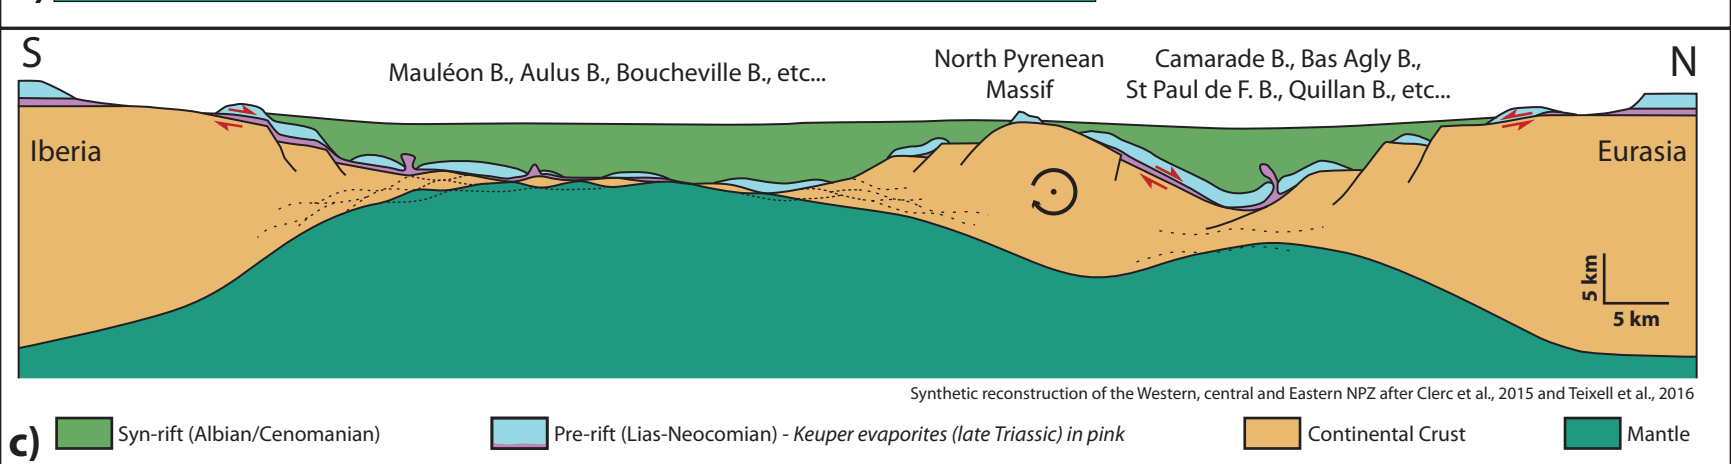 S
Mauléon B., Aulus B., Boucheville B., etc...
North Pyrenean
Massif
Camarade B., Bas Agly B.,
St Paul de F. B., Quillan B., etc...
N
Iberia
Eurasia
5 km
5 km
Synthetic reconstruction of the Western, central and Eastern NPZ after Clerc et al., 2015 and Teixell et al., 2016
c)
Syn-rift (Albian/Cenomanian)
Pre-rift (Lias-Neocomian) - Keuper evaporites (late Triassic) in pink
Continental Crust
Mantle